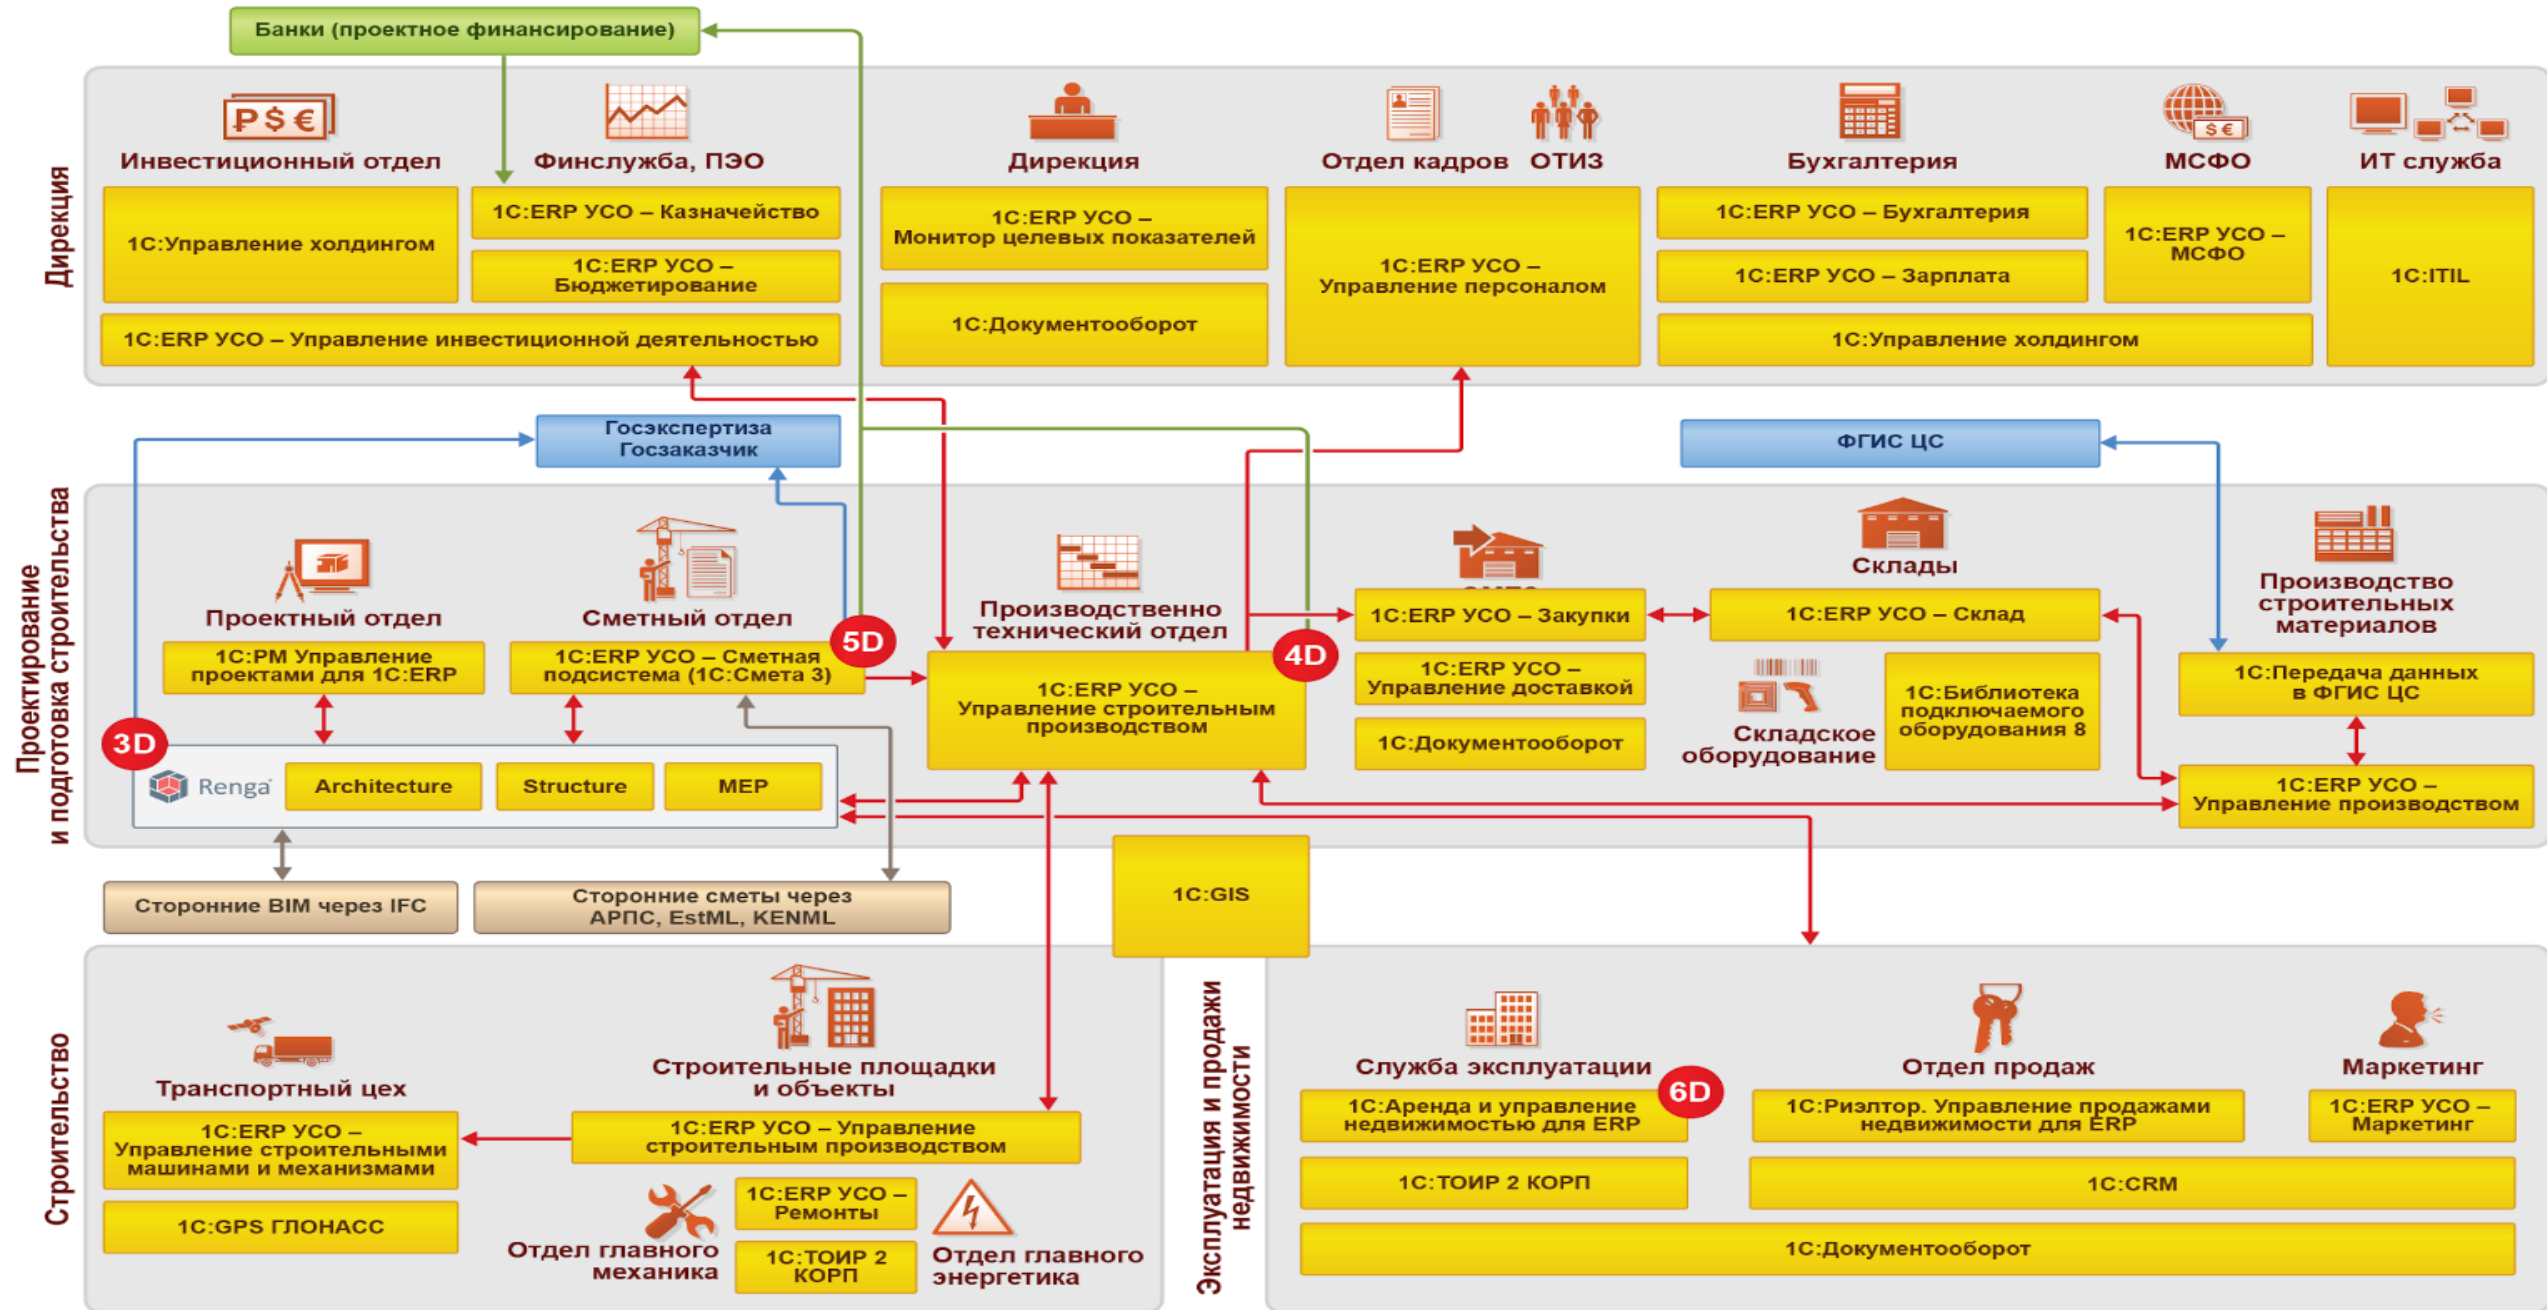 Банки (проектное финансирование)
Дирекция
Инвестиционный отдел
Финслужба, ПЭО
Дирекция
Отдел кадров
ОТИЗ
Бухгалтерия
МСФО
ИТ служба
1С:Управление холдингом
1С:ERP УСО – Казначейство
1С:ERP УСО –
Бюджетирование
1С:ERP УСО – Управление инвестиционной деятельностью
1С:ERP УСО –
Монитор целевых показателей
1С:Документооборот
1С:ERP УСО –
Управление персоналом
1С:ERP УСО – Бухгалтерия
1С:ERP УСО – Зарплата
1С:ERP УСО –
МСФО
1С:Управление холдингом
1С:ITIL
Госэкспертиза
Госзаказчик
ФГИС ЦС
Проектирование
и подготовка строительства
Проектный отдел
1С:PM Управление
проектами для 1С:ERP
Сметный отдел
1С:ERP УСО – Сметная
подсистема (1С:Смета 3)
5D
3D
Renga
Architecture
Structure
MEP
Производственно
технический отдел
1С:ERP УСО –
Управление строительным
производством
4D
1С:ERP УСО – Закупки
1С:ERP УСО –
Управление доставкой
1С:Документооборот
Склады
1С:ERP УСО – Склад
Складское
оборудование
1С:Библиотека
подключаемого
оборудования 8
Производство
строительных
материалов
1С:Передача данных
в ФГИС ЦС
1С:ERP УСО –
Управление производством
Сторонние BIM через IFC
Сторонние сметы через
АРПС, EstML, KENML
1С:GIS
Строительство
Транспортный цех
1С:ERP УСО –
Управление строительными
машинами и механизмами
1С:GPS ГЛОНАСС
Строительные площадки
и объекты
1С:ERP УСО – Управление
строительным производством
Отдел главного
механика
1С:ERP УСО –
Ремонты
1С:ТОИР 2
КОРП
Отдел главного
энергетика
Эксплуатация и продажи
недвижимости
Служба эксплуатации
6D
1С:Аренда и управление
недвижимостью для ERP
1С:ТОИР 2 КОРП
Отдел продаж
1С:Риэлтор. Управление продажами
недвижимости для ERP
Маркетинг
1С:ERP УСО –
Маркетинг
1С:CRM
1С:Документооборот